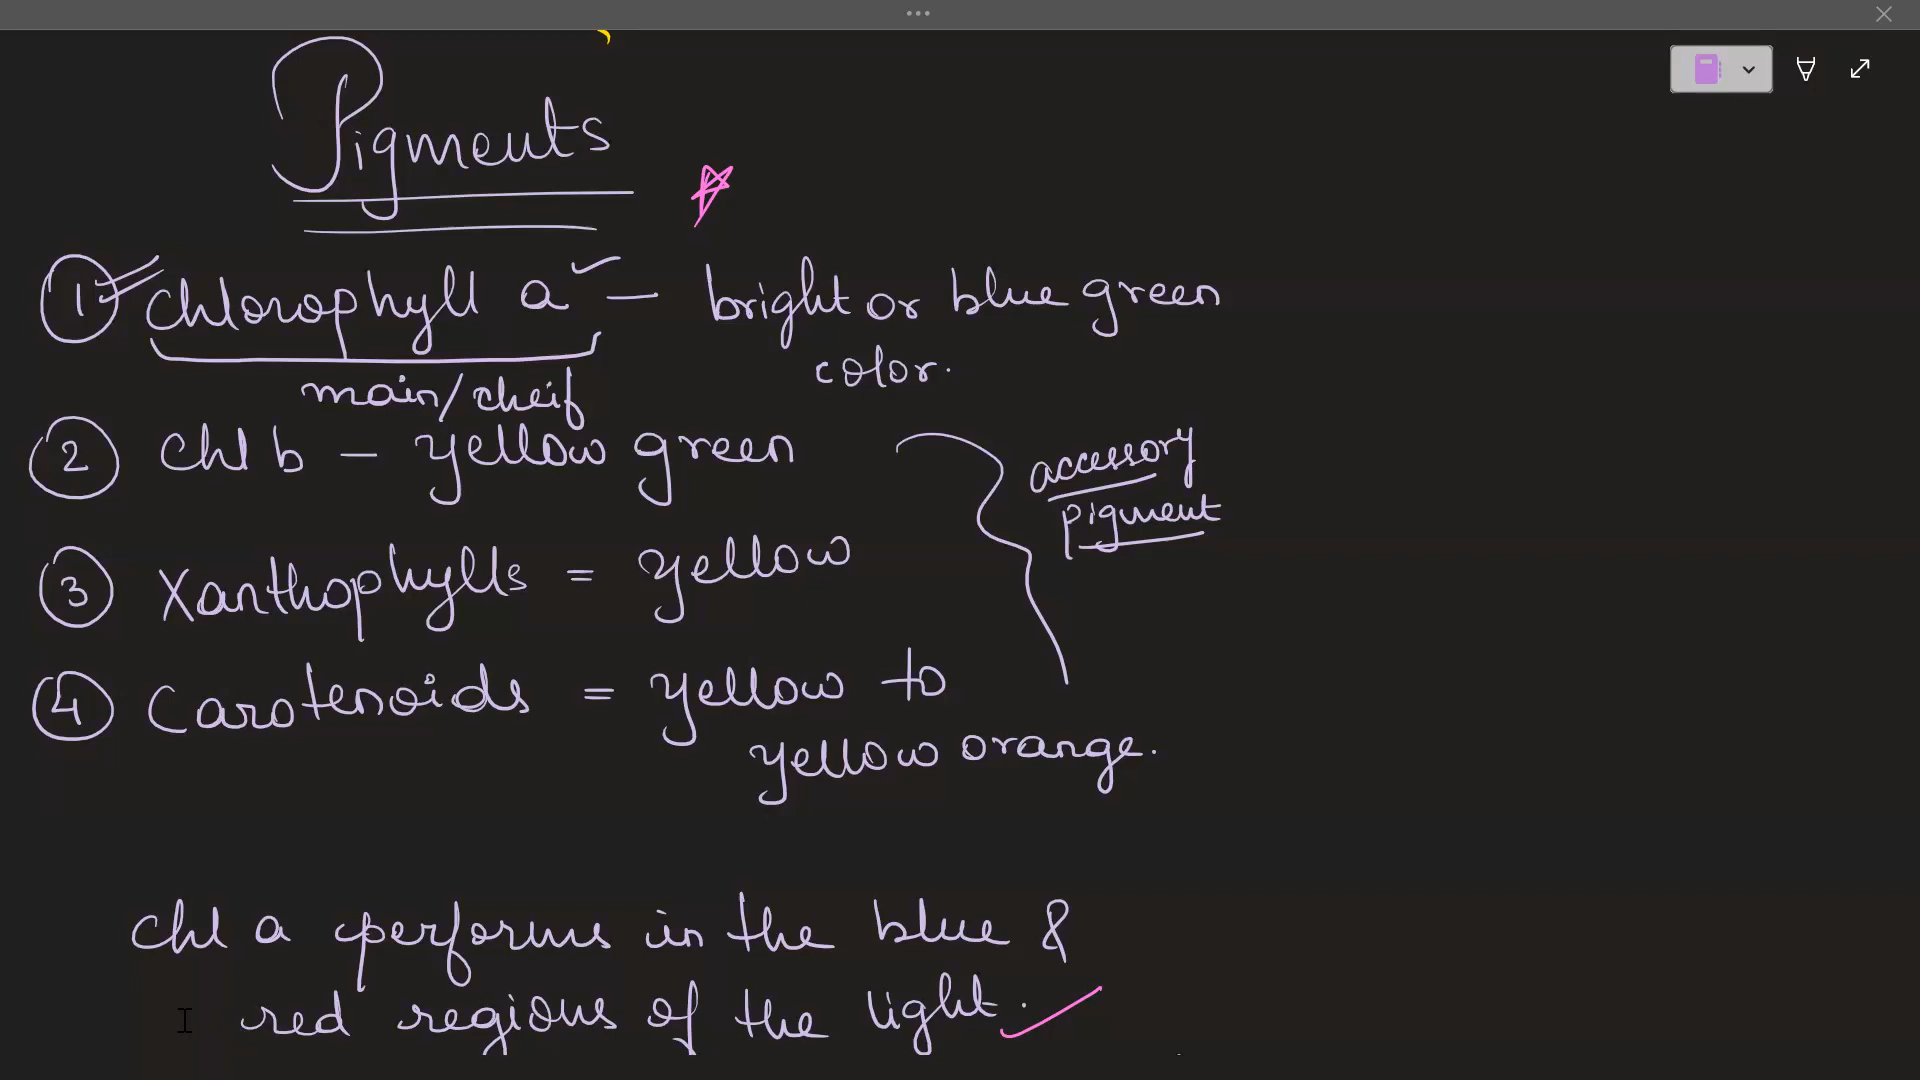 Pigments
① Chlorophyll a — bright or blue green
color.
main/cheif
② Chl b — yellow green
accessory
pigment
③ Xanthophylls = yellow
④ Carotenoids = yellow to
yellow orange.
Chl a performs in the blue &
red regions of the light.